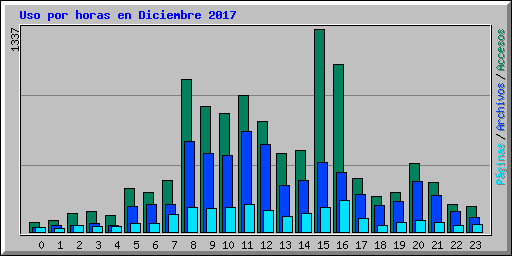 Uso por horas en Diciembre 2017
1337
Páginas / Archivos / Accesos
0 1 2 3 4 5 6 7 8 9 10 11 12 13 14 15 16 17 18 19 20 21 22 23